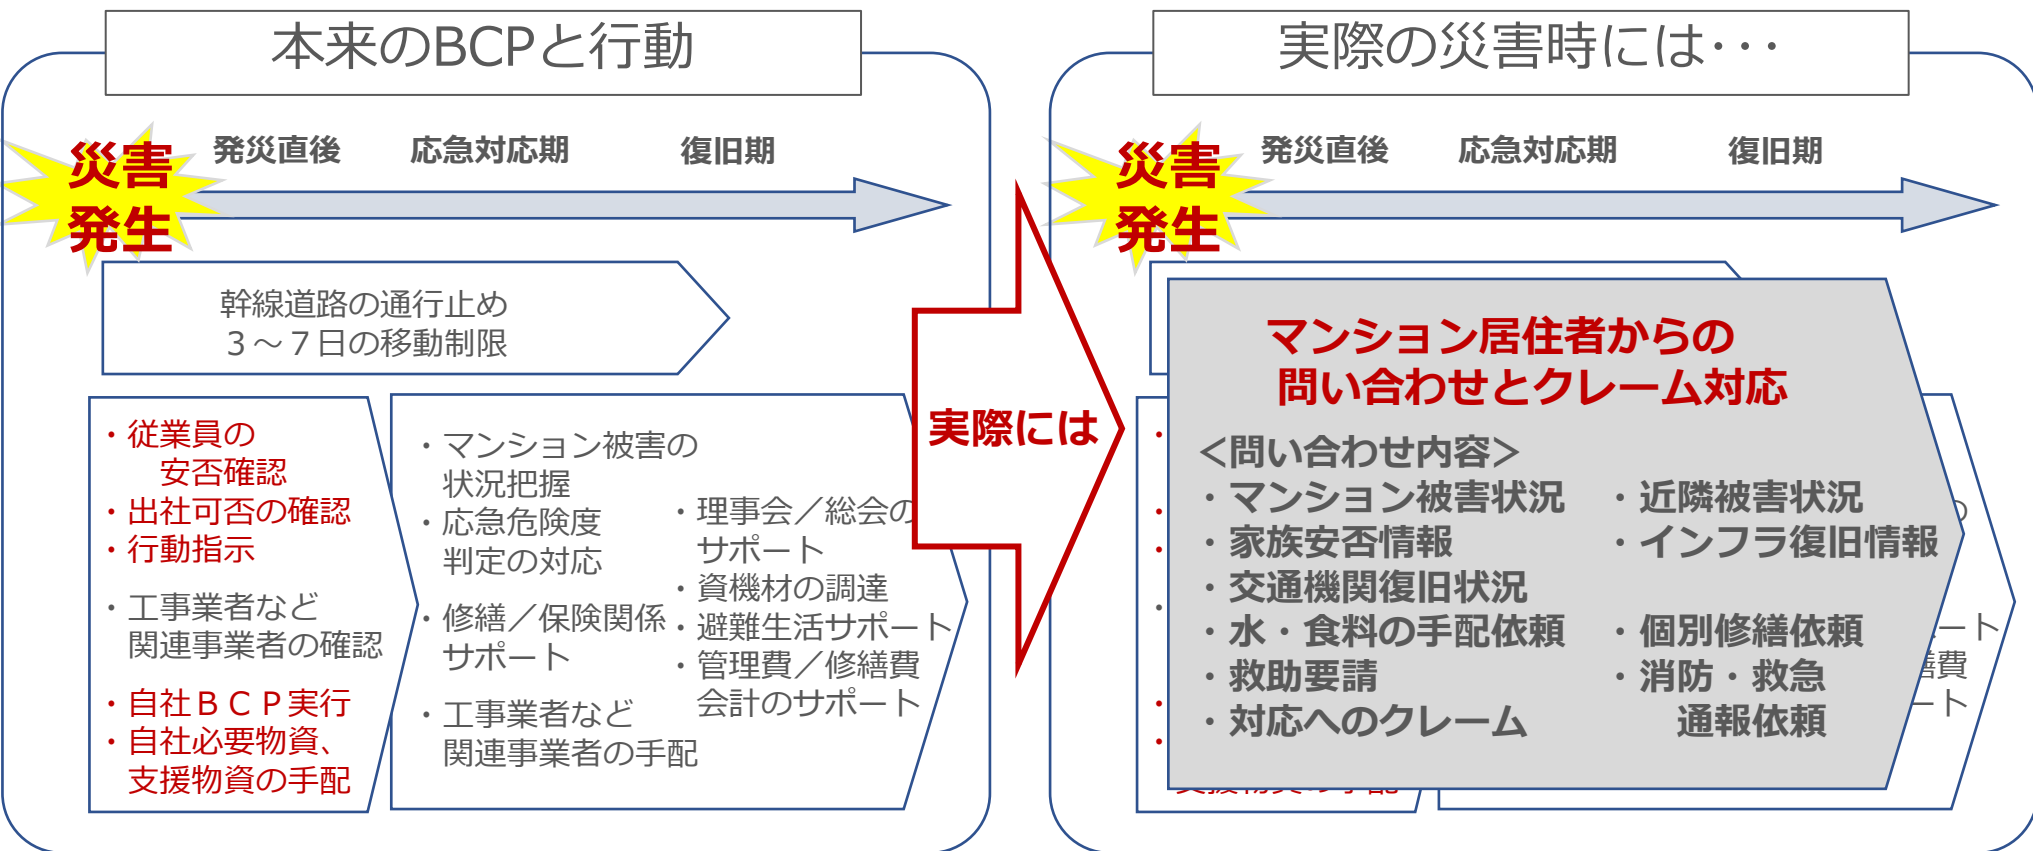 本来のBCPと行動
災害
発生
発災直後
応急対応期
復旧期
幹線道路の通行止め
３～７日の移動制限
・従業員の
安否確認
・出社可否の確認
・行動指示
・工事業者など
関連事業者の確認
・自社ＢＣＰ実行
・自社必要物資、
支援物資の手配
・マンション被害の
状況把握
・応急危険度
判定の対応
・修繕／保険関係
サポート
・工事業者など
関連事業者の手配
・理事会／総会の
サポート
・資機材の調達
・避難生活サポート
・管理費／修繕費
会計のサポート
実際には
実際の災害時には･･･
災害
発生
発災直後
応急対応期
復旧期
マンション居住者からの
問い合わせとクレーム対応
＜問い合わせ内容＞
・マンション被害状況
・家族安否情報
・交通機関復旧状況
・水・食料の手配依頼
・救助要請
・対応へのクレーム
・近隣被害状況
・インフラ復旧情報
・個別修繕依頼
・消防・救急
通報依頼